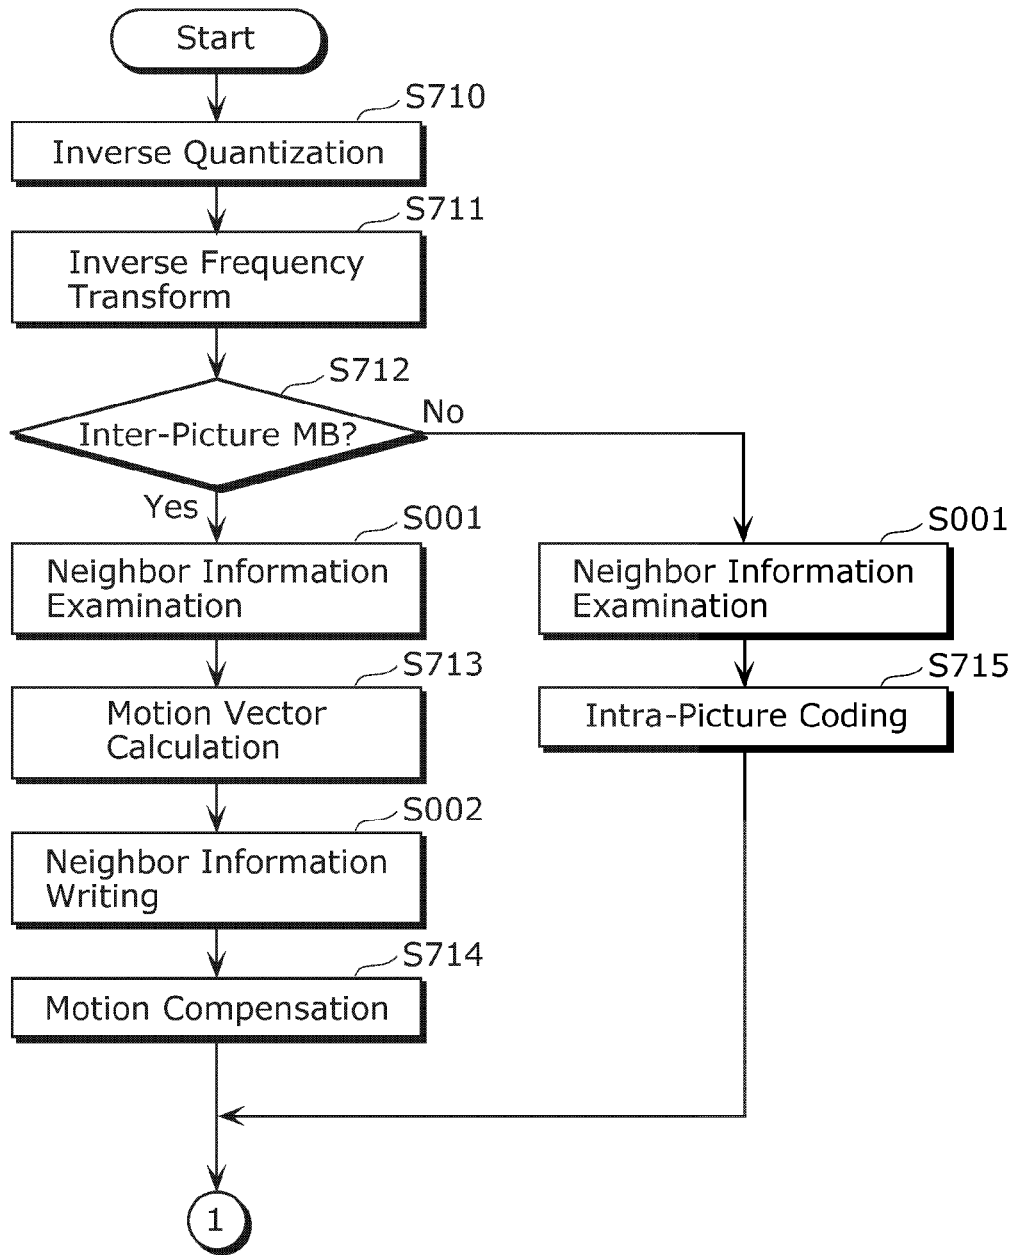 Start
S710
Inverse Quantization
S711
Inverse Frequency
Transform
S712
Inter-Picture MB?
No
Yes
S001
Neighbor Information
Examination
S001
Neighbor Information
Examination
S713
Motion Vector
Calculation
S715
Intra-Picture Coding
S002
Neighbor Information
Writing
S714
Motion Compensation
1